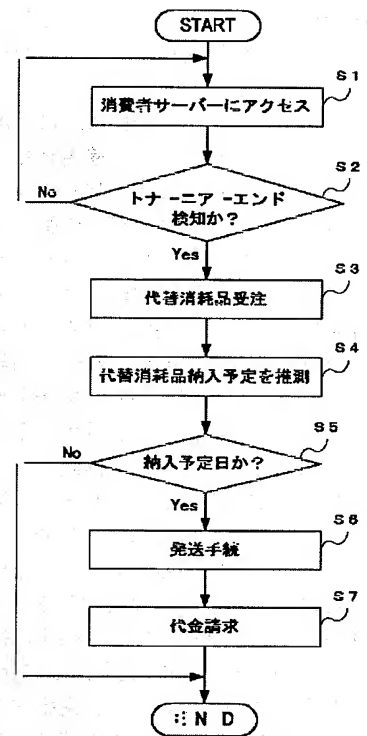 START
S1
消費者サーバーにアクセス
S2
No
トナーニアーエンド
検知か?
Yes
S3
代替消耗品受注
S4
代替消耗品納入予定を推測
S5
No
納入予定日か?
Yes
S6
発送手続
S7
代金請求
END